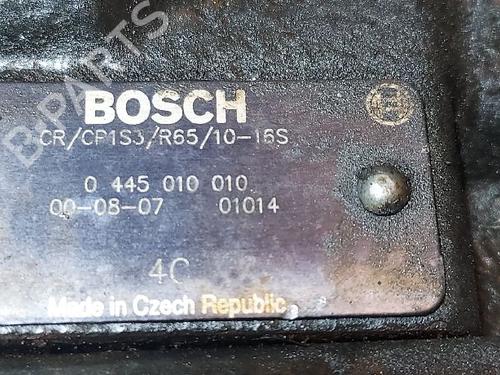 B-PARTS
BOSCH
CR/CP1S3/R65/10-16S
0 445 010 010
00-08-07 01014
4C
Made in Czech Republic